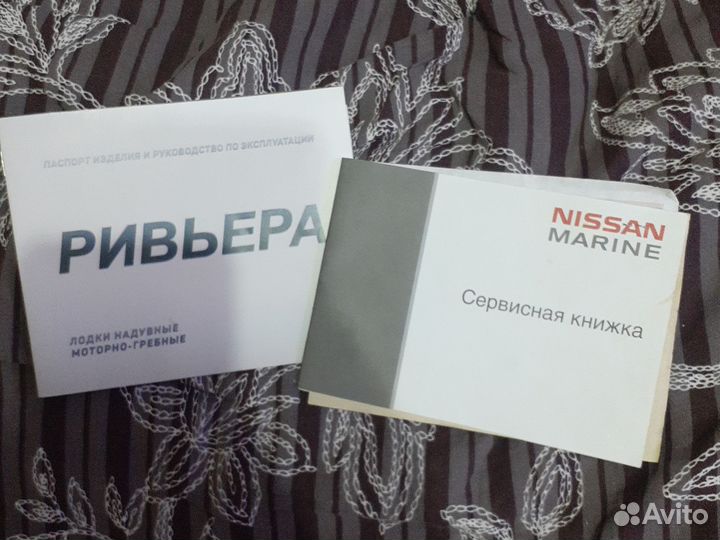 ПАСПОРТ ИЗДЕЛИЯ И РУКОВОДСТВО ПО ЭКСПЛУАТАЦИИ
РИВЬЕРА
ЛОДКИ НАДУВНЫЕ
МОТОРНО-ГРЕБНЫЕ
NISSAN
MARINE
Сервисная книжка
Avito